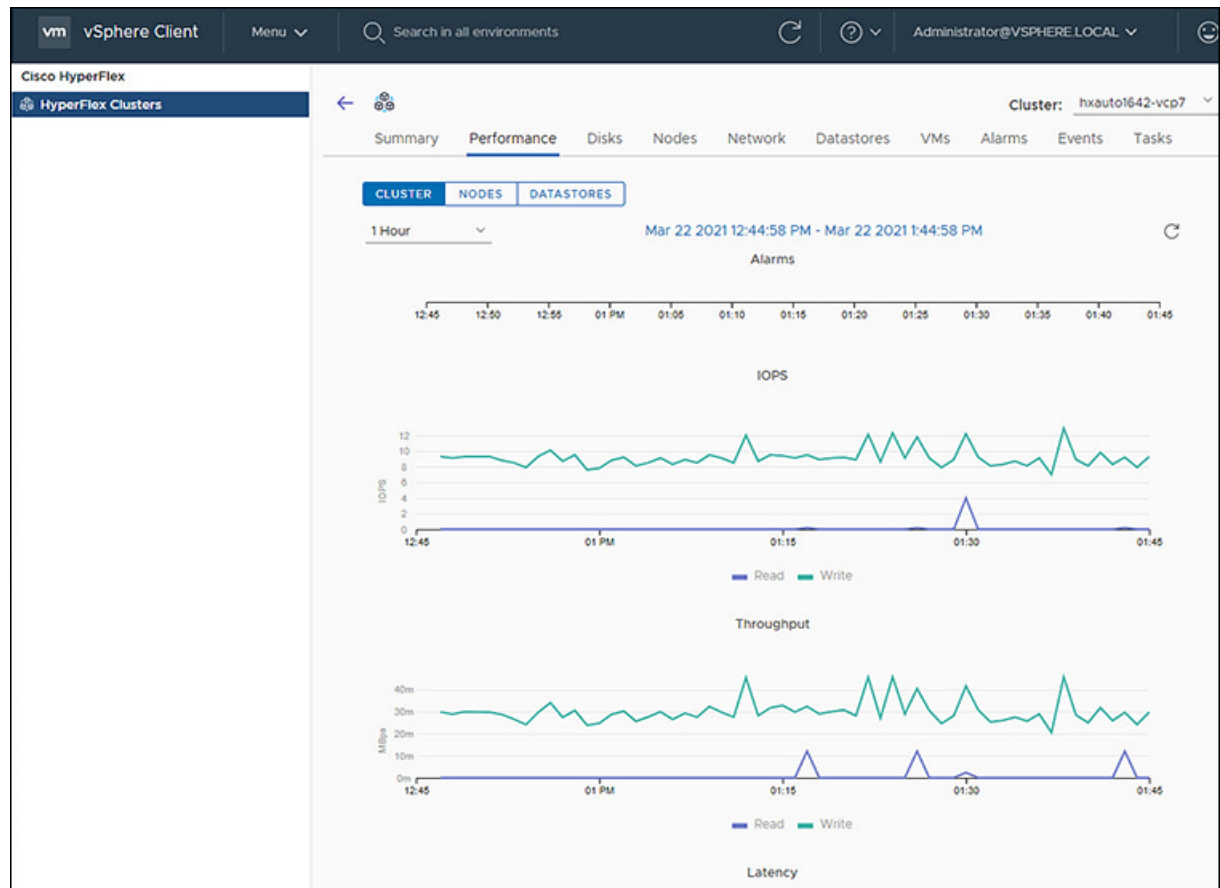 vm vSphere Client Menu Search in all environments Administrator@VSPHERE.LOCAL
Cisco HyperFlex
HyperFlex Clusters
Cluster: hxauto1642-vcp7
Summary Performance Disks Nodes Network Datastores VMs Alarms Events Tasks
CLUSTER NODES DATASTORES
1 Hour Mar 22 2021 12:44:58 PM - Mar 22 2021 1:44:58 PM
Alarms
12:45 12:50 12:55 01 PM 01:05 01:10 01:15 01:20 01:25 01:30 01:35 01:40 01:45
IOPS
12
10
8
6
4
2
0
IOPS
12:45 01 PM 01:15 01:30 01:45
Read Write
Throughput
40m
30m
20m
10m
0m
MBps
12:45 01 PM 01:15 01:30 01:45
Read Write
Latency